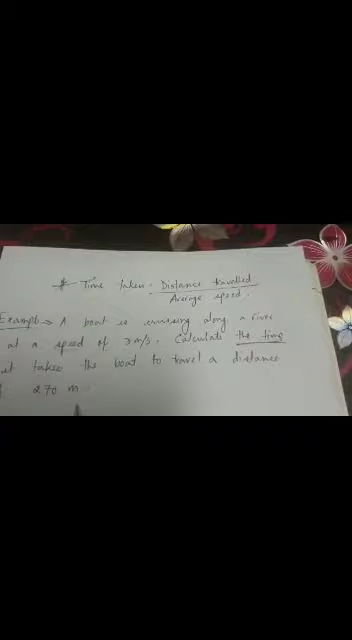 * Time taken = Distance travelled
Average speed.
Example → A boat is cruising along a river
at a speed of 3 m/s. Calculate the time
takes the boat to travel a distance
270 m